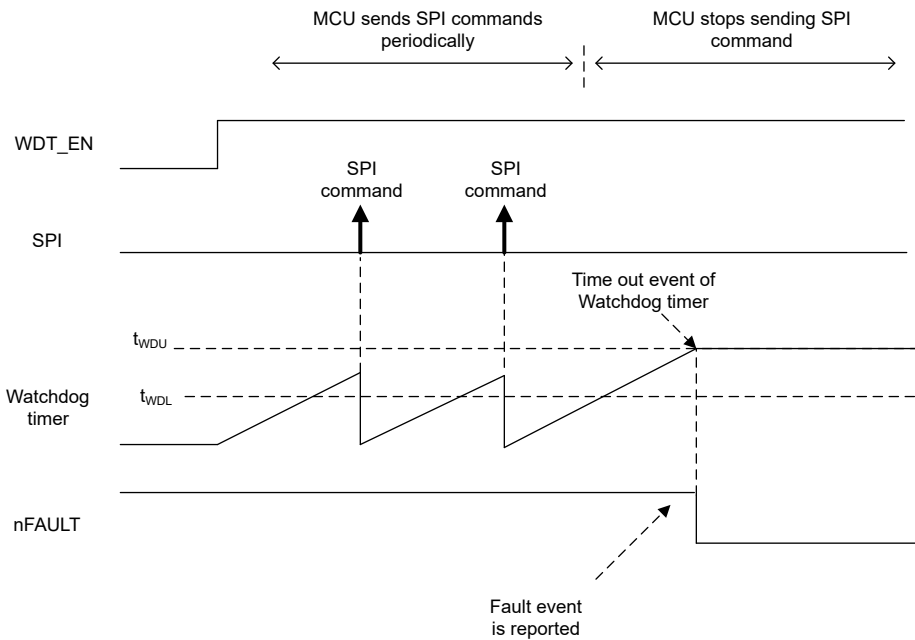 MCU sends SPI commands
periodically
MCU stops sending SPI
command
WDT_EN
SPI
command
SPI
command
SPI
Time out event of
Watchdog timer
tWDU
Watchdog
timer
tWDL
nFAULT
Fault event
is reported